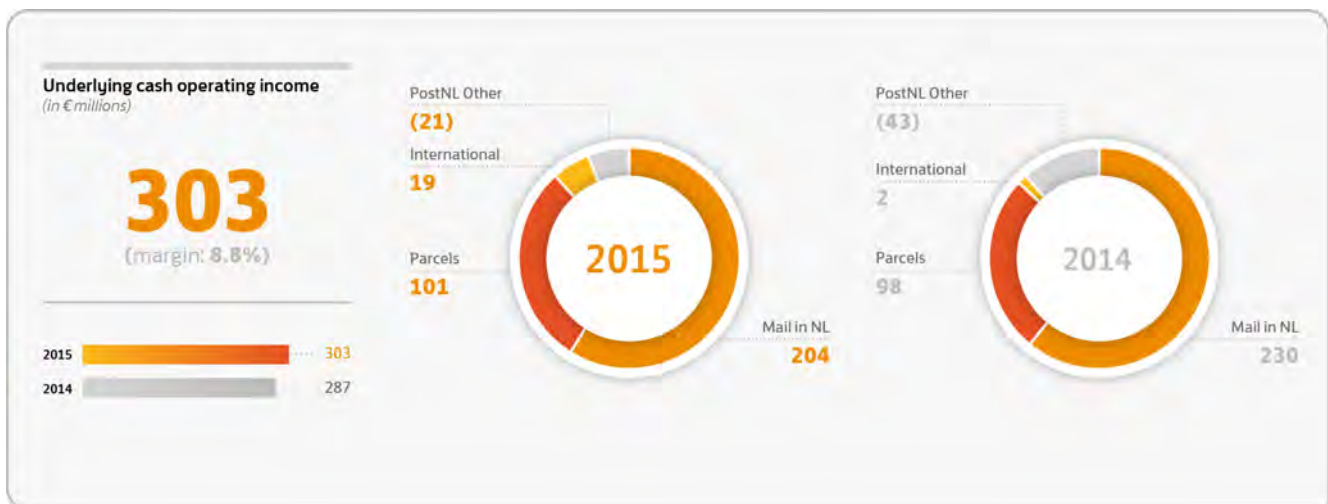 Underlying cash operating income
(in € millions)
303
(margin: 8.8%)
2015
303
2014
287
PostNL Other
(21)
International
19
Parcels
101
2015
Mail in NL
204
PostNL Other
(43)
International
2
Parcels
98
2014
Mail in NL
230